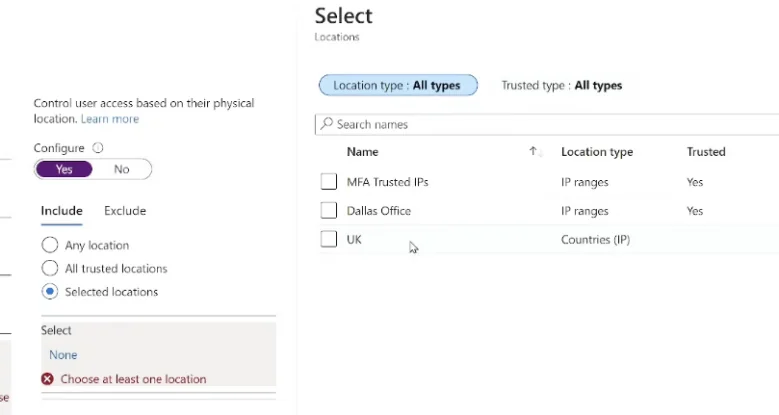 Select
Locations
Location type : All types
Trusted type : All types
Search names
Name Location type Trusted
MFA Trusted IPs IP ranges Yes
Dallas Office IP ranges Yes
UK Countries (IP)
Control user access based on their physical
location. Learn more
Configure
Yes No
Include Exclude
Any location
All trusted locations
Selected locations
Select
None
Choose at least one location
se